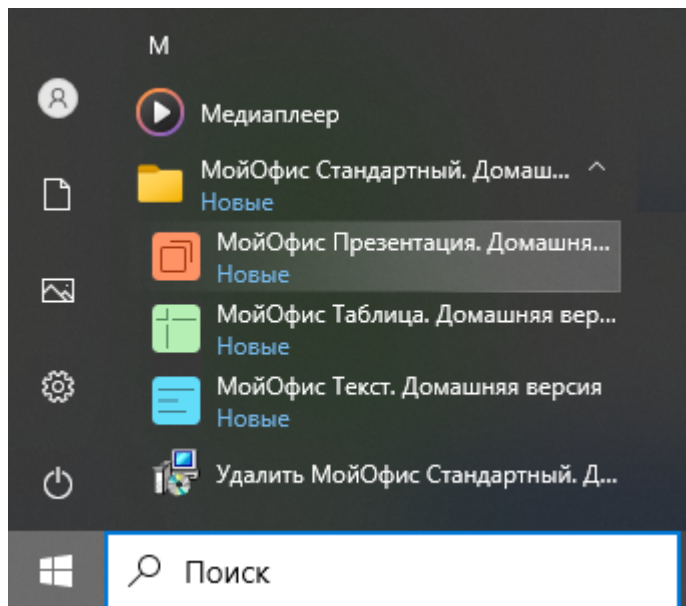 М
Медиаплеер
МойОфис Стандартный. Домаш...
Новые
МойОфис Презентация. Домашня...
Новые
МойОфис Таблица. Домашняя вер...
Новые
МойОфис Текст. Домашняя версия
Новые
Удалить МойОфис Стандартный. Д...
Поиск